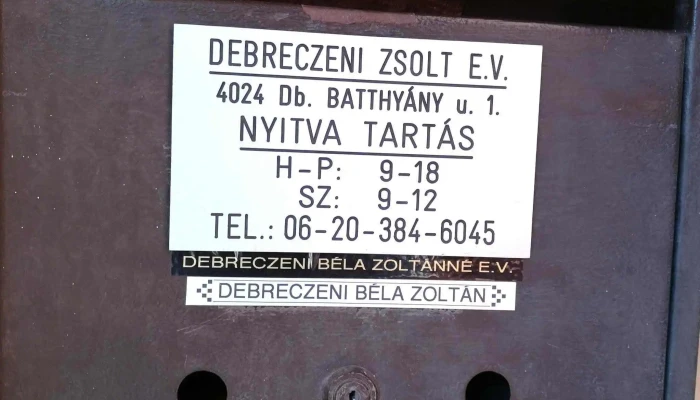 DEBRECZENI ZSOLT E.V.
4024 Db. BATTHYÁNY u. 1.
NYITVA TARTÁS
H-P: 9-18
SZ: 9-12
TEL.: 06-20-384-6045
DEBRECZENI BÉLA ZOLTÁNNÉ E.V.
DEBRECZENI BÉLA ZOLTÁN